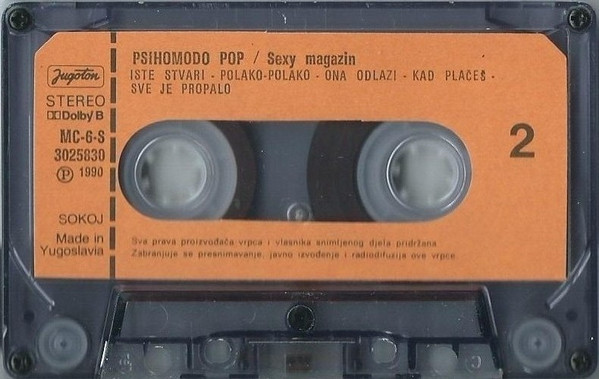 PSIHOMODO POP / Sexy magazin
ISTE STVARI - POLAKO-POLAKO - ONA ODLAZI - KAD PLAČEŠ -
SVE JE PROPALO
Jugoton
STEREO
Dolby B
MC-6-S
3025830
Ⓟ 1990
SOKOJ
Made in
Yugoslavia
2
Sva prava proizvođača vrpca i vlasnika snimljenog djela pridržana
Zabranjuje se presnimavanje, javno izvođenje i radiodifuzija ove vrpce.